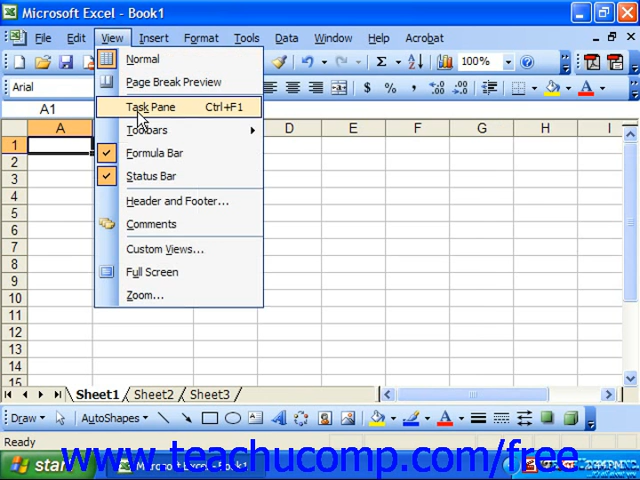 Microsoft Excel - Book1
File Edit View Insert Format Tools Data Window Help Acrobat
Σ 100%
Arial $ %
A1
Normal
Page Break Preview
Task Pane Ctrl+F1
Toolbars
Formula Bar
Status Bar
Header and Footer...
Comments
Custom Views...
Full Screen
Zoom...
A D E F G H I
1
2
3
4
5
6
7
8
9
10
11
12
13
14
15
Sheet1 Sheet2 Sheet3
Draw AutoShapes
Ready
start Microsoft Excel - Book1
www.teachucomp.com/free